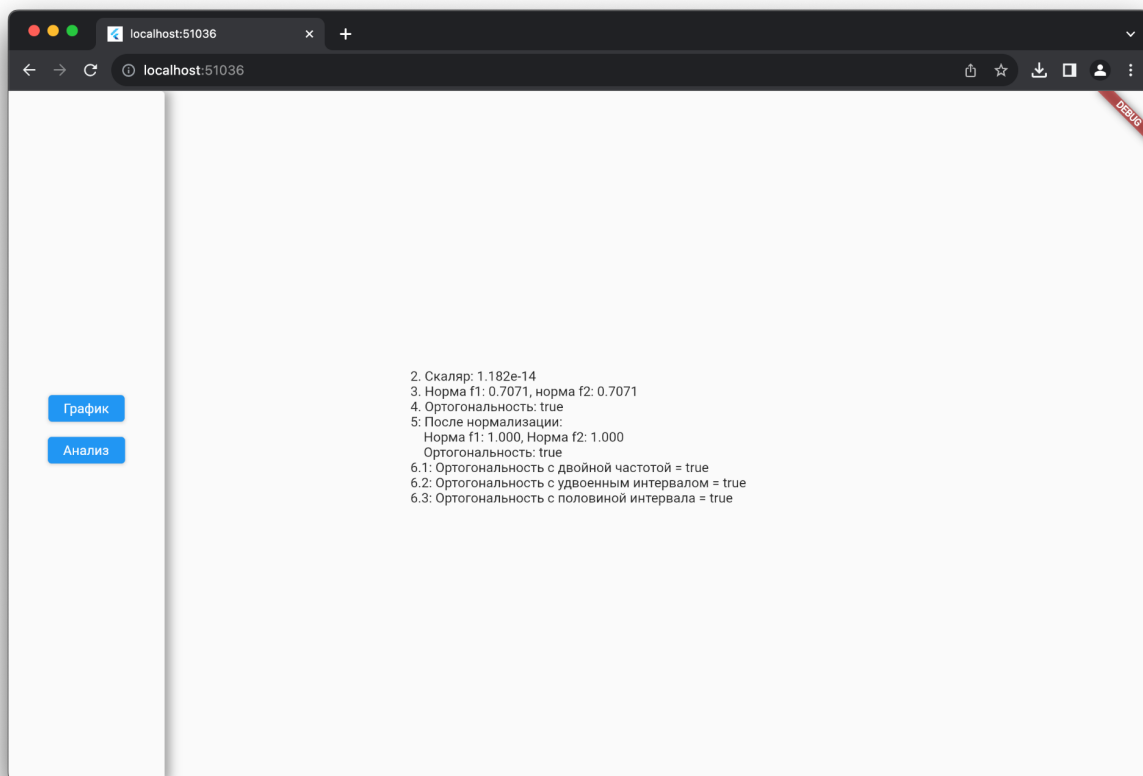 localhost:51036
localhost:51036
DEBUG
График
Анализ
2. Скаляр: 1.182e-14
3. Норма f1: 0.7071, норма f2: 0.7071
4. Ортогональность: true
5: После нормализации:
Норма f1: 1.000, Норма f2: 1.000
Ортогональность: true
6.1: Ортогональность с двойной частотой = true
6.2: Ортогональность с удвоенным интервалом = true
6.3: Ортогональность с половиной интервала = true